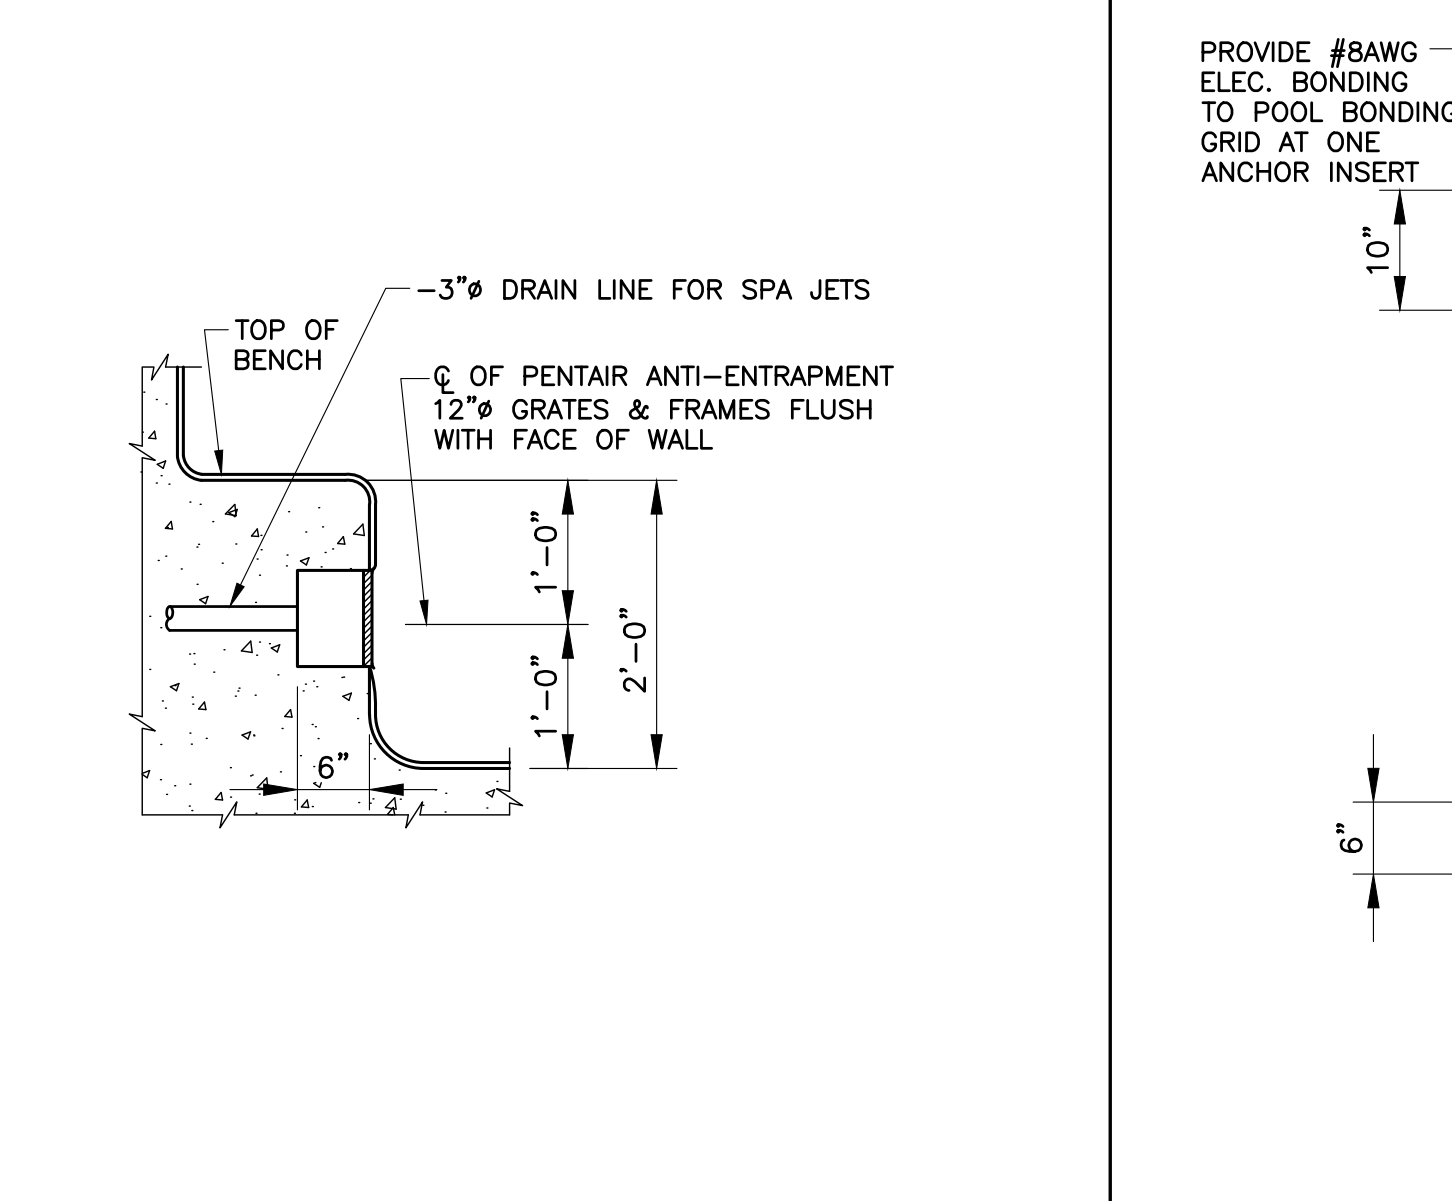 PROVIDE #8AWG
ELEC. BONDING
TO POOL BONDING
GRID AT ONE
ANCHOR INSERT
10"
-3"ø DRAIN LINE FOR SPA JETS
TOP OF
BENCH
℄ OF PENTAIR ANTI-ENTRAPMENT
12"ø GRATES & FRAMES FLUSH
WITH FACE OF WALL
1'-0"
2'-0"
1'-0"
6"
6"